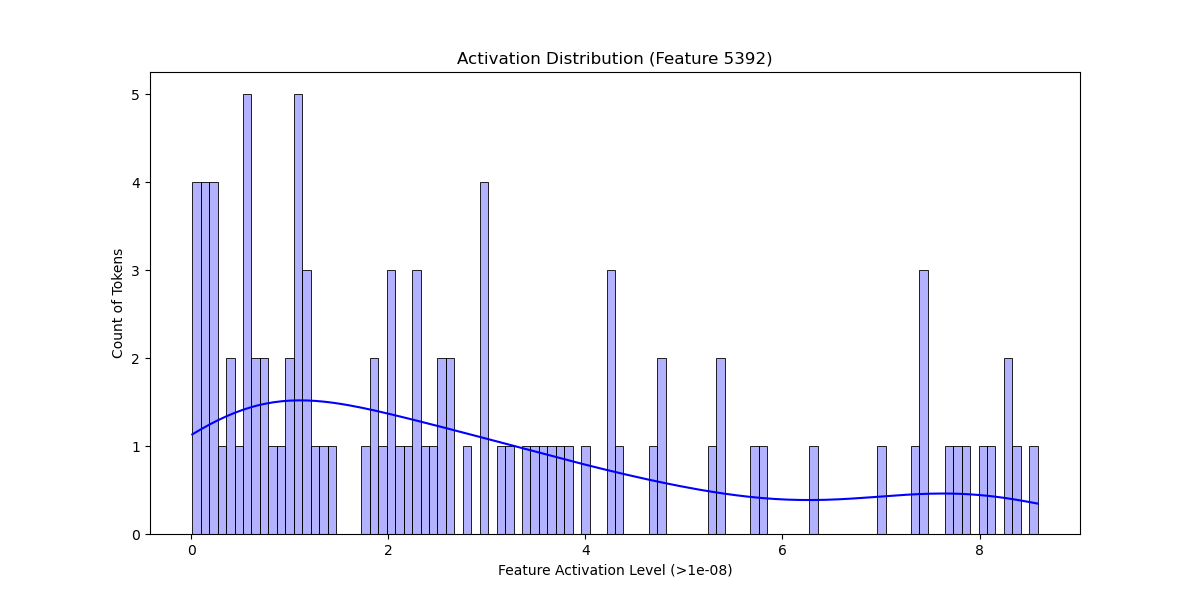 Activation Distribution (Feature 5392)
Count of Tokens
5
4
3
2
1
0
0 2 4 6 8
Feature Activation Level (>1e-08)